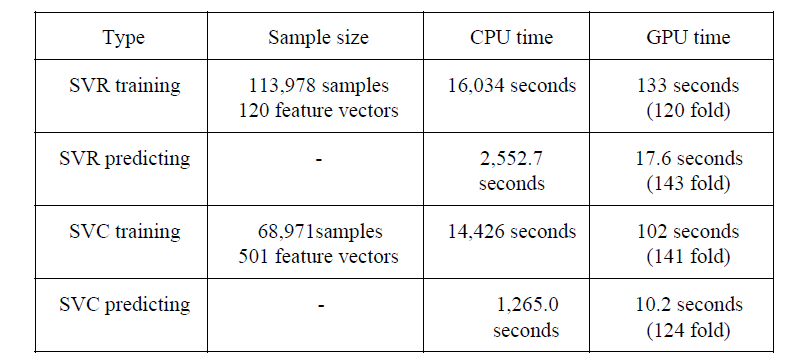 Type Sample size CPU time GPU time
SVR training 113,978 samples 16,034 seconds 133 seconds
120 feature vectors (120 fold)
SVR predicting - 2,552.7 17.6 seconds
seconds (143 fold)
SVC training 68,971samples 14,426 seconds 102 seconds
501 feature vectors (141 fold)
SVC predicting - 1,265.0 10.2 seconds
seconds (124 fold)